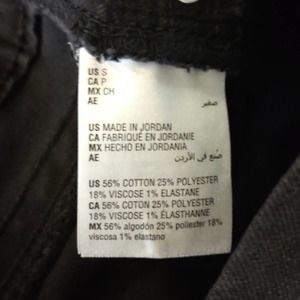 US S
CA P
MX CH
AE صغير
US MADE IN JORDAN
CA FABRIQUÉ EN JORDANIE
MX HECHO EN JORDANIA
AE صنع في الأردن
US 56% COTTON 25% POLYESTER
18% VISCOSE 1% ELASTANE
CA 56% COTON 25% POLYESTER
18% VISCOSE 1% ÉLASTHANNE
MX 56% algodón 25% poliester 18%
viscosa 1% elastano